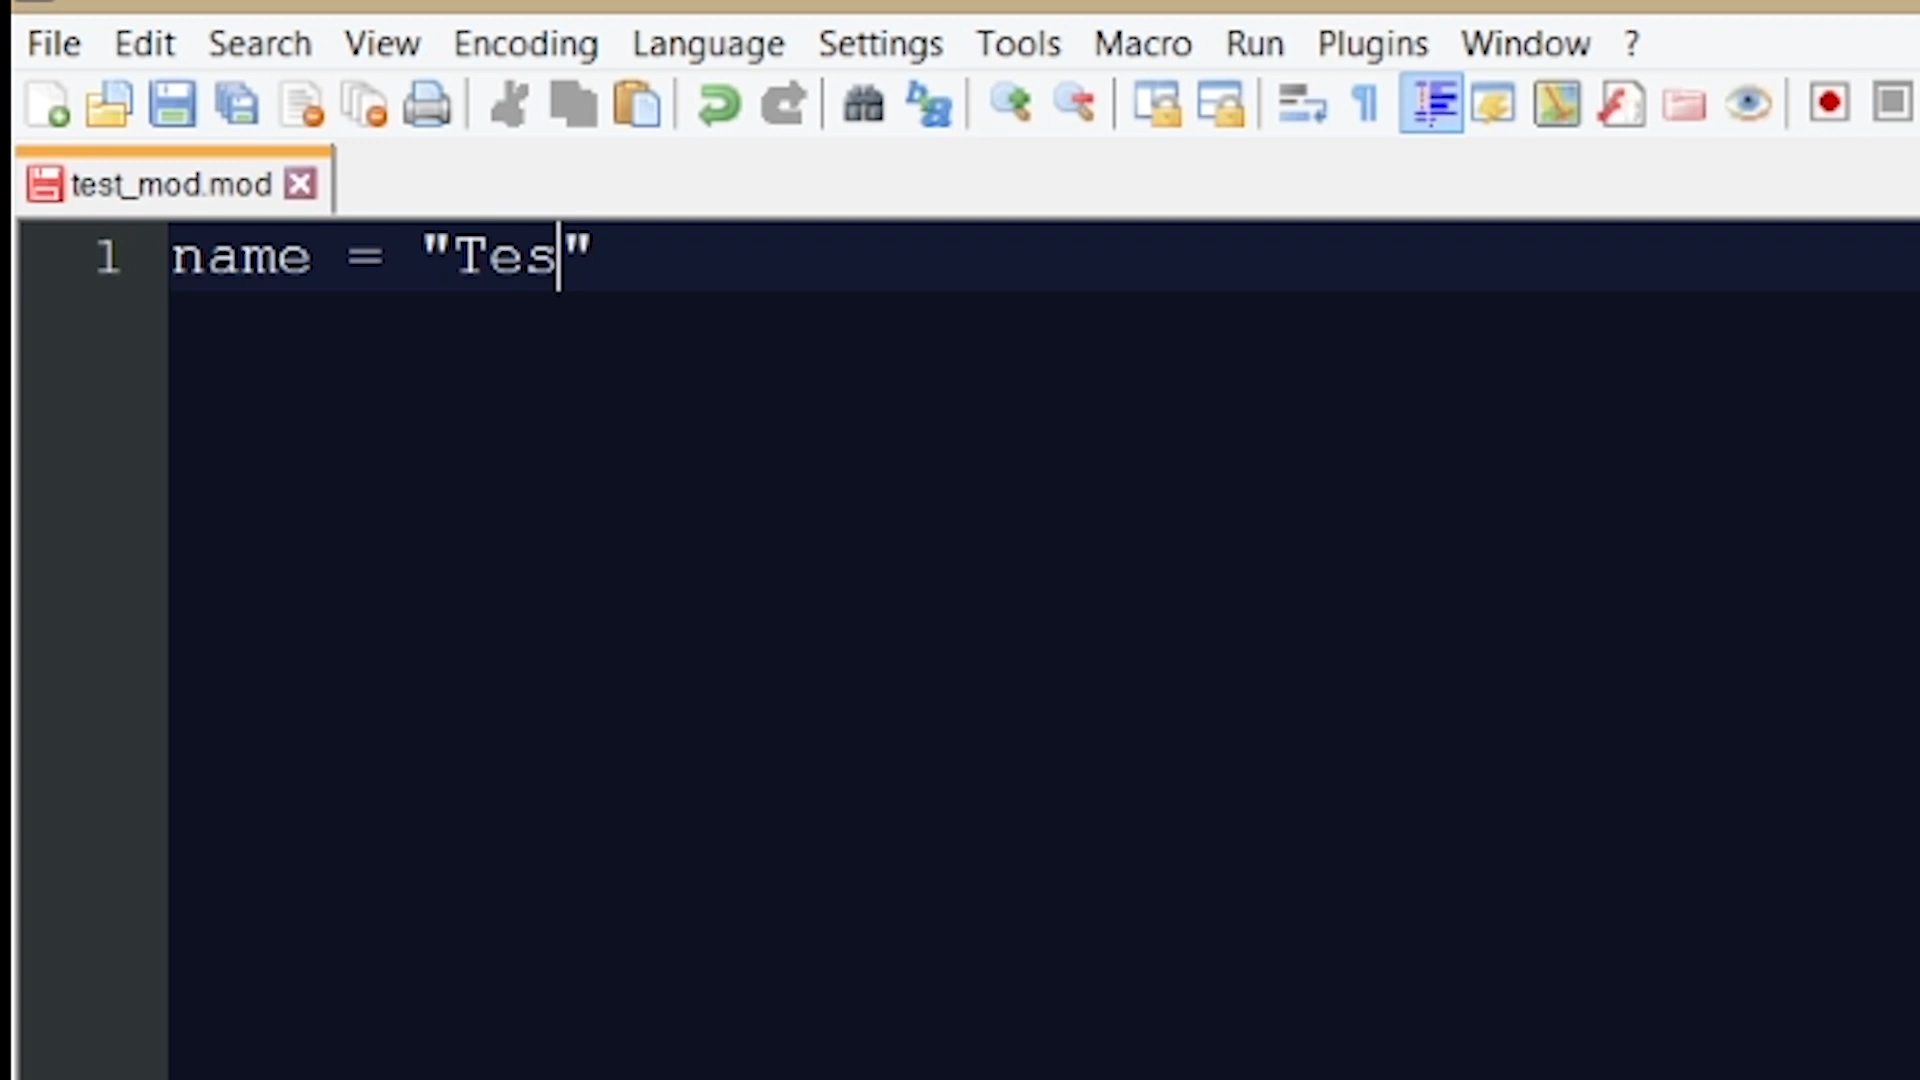 File Edit Search View Encoding Language Settings Tools Macro Run Plugins Window ?
test_mod.mod
1 name = "Tes"